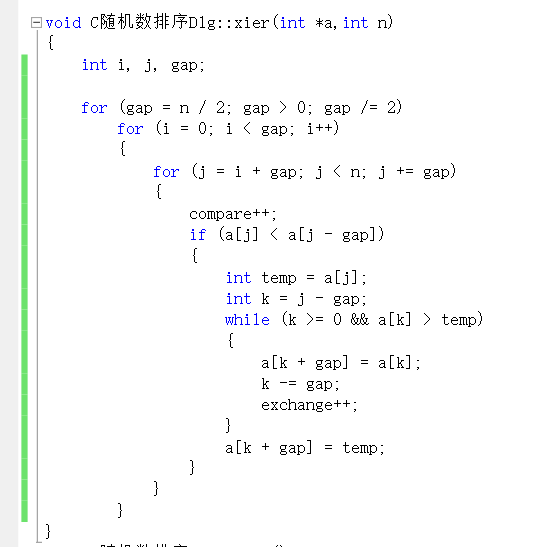 void C随机数排序Dlg::xier(int *a,int n)
{
    int i, j, gap;

    for (gap = n / 2; gap > 0; gap /= 2)
        for (i = 0; i < gap; i++)
        {
            for (j = i + gap; j < n; j += gap)
            {
                compare++;
                if (a[j] < a[j - gap])
                {
                    int temp = a[j];
                    int k = j - gap;
                    while (k >= 0 && a[k] > temp)
                    {
                        a[k + gap] = a[k];
                        k -= gap;
                        exchange++;
                    }
                    a[k + gap] = temp;
                }
            }
        }
}